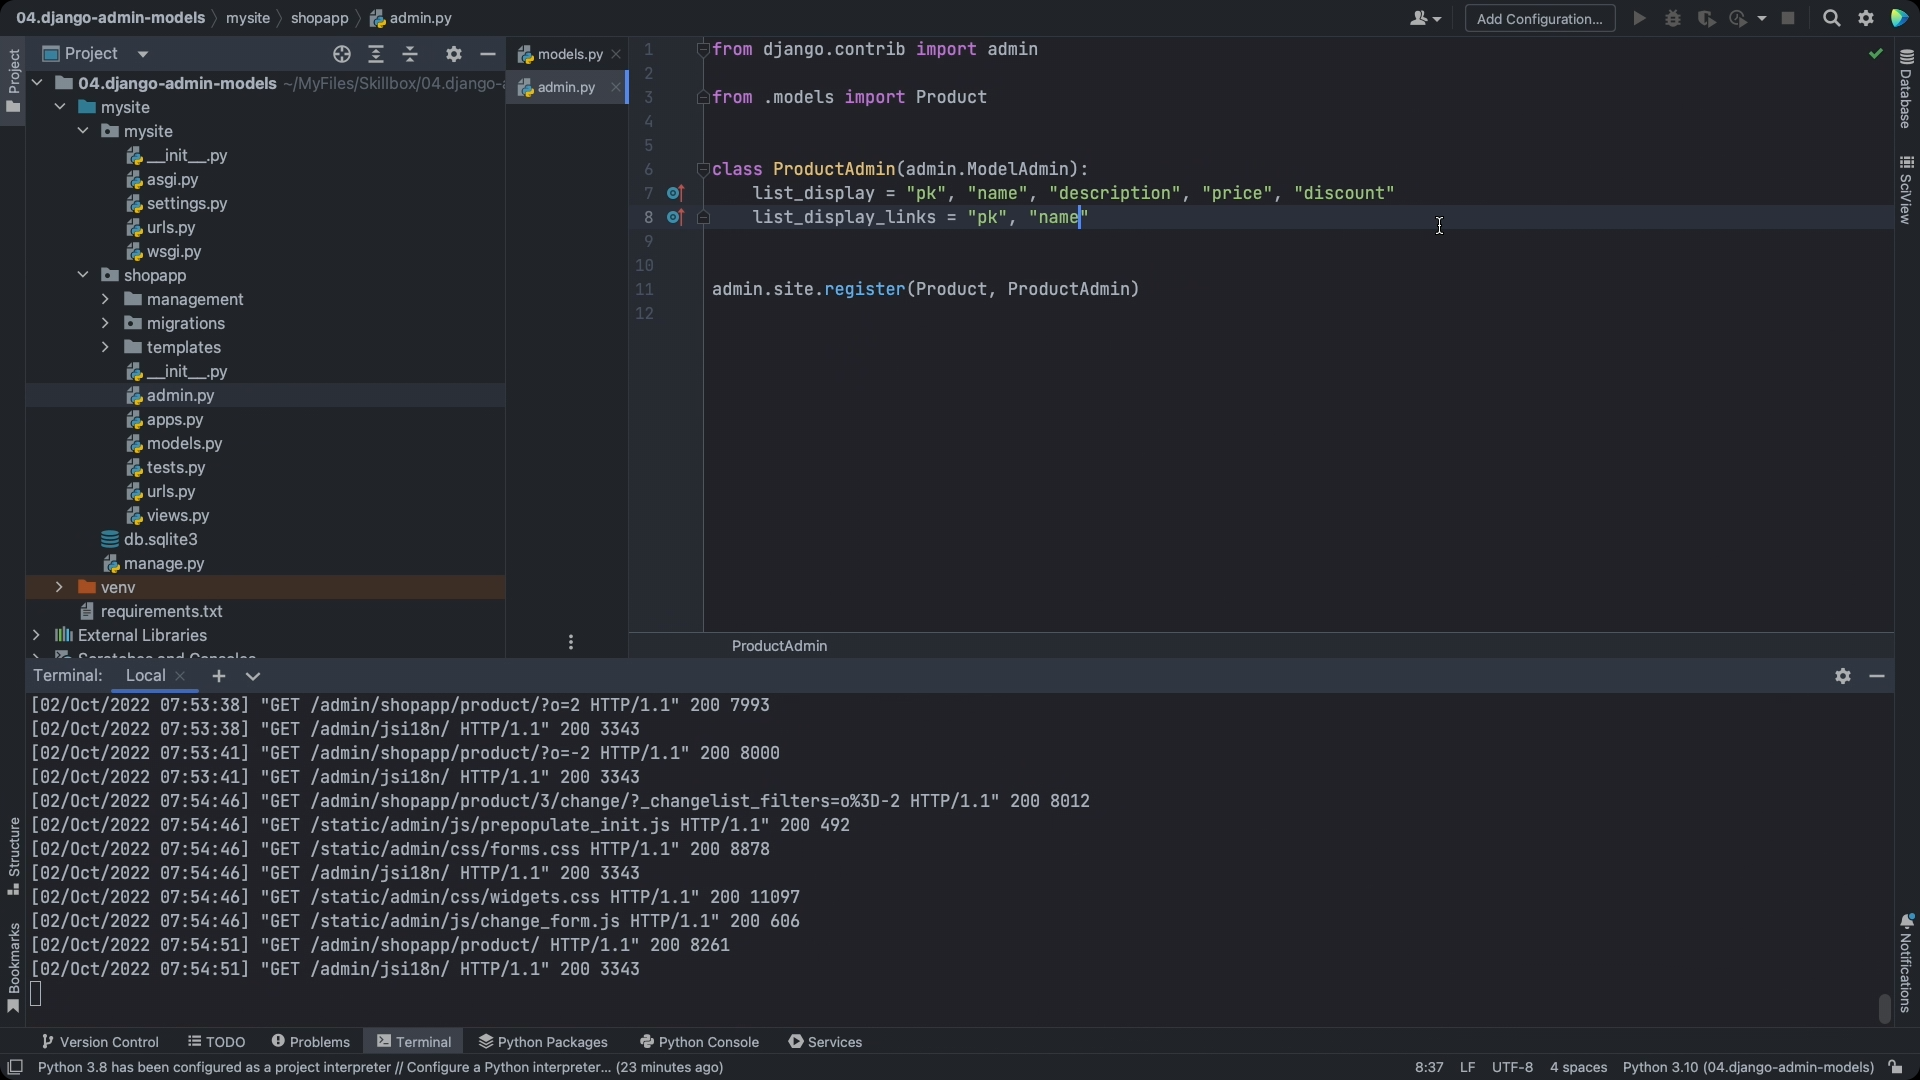 04.django-admin-models mysite shopapp admin.py
Add Configuration...
Project
Project
04.django-admin-models ~/MyFiles/Skillbox/04.django-a
mysite
mysite
__init__.py
asgi.py
settings.py
urls.py
wsgi.py
shopapp
management
migrations
templates
__init__.py
admin.py
apps.py
models.py
tests.py
urls.py
views.py
db.sqlite3
manage.py
venv
requirements.txt
External Libraries
Scratches and Consoles
models.py
admin.py
1 from django.contrib import admin
2
3 from .models import Product
4
5
6 class ProductAdmin(admin.ModelAdmin):
7 list_display = "pk", "name", "description", "price", "discount"
8 list_display_links = "pk", "name"
9
10
11 admin.site.register(Product, ProductAdmin)
12
ProductAdmin
Database
SciView
Notifications
Structure
Bookmarks
Terminal: Local
[02/Oct/2022 07:53:38] "GET /admin/shopapp/product/?o=2 HTTP/1.1" 200 7993
[02/Oct/2022 07:53:38] "GET /admin/jsi18n/ HTTP/1.1" 200 3343
[02/Oct/2022 07:53:41] "GET /admin/shopapp/product/?o=-2 HTTP/1.1" 200 8000
[02/Oct/2022 07:53:41] "GET /admin/jsi18n/ HTTP/1.1" 200 3343
[02/Oct/2022 07:54:46] "GET /admin/shopapp/product/3/change/?_changelist_filters=o%3D-2 HTTP/1.1" 200 8012
[02/Oct/2022 07:54:46] "GET /static/admin/js/prepopulate_init.js HTTP/1.1" 200 492
[02/Oct/2022 07:54:46] "GET /static/admin/css/forms.css HTTP/1.1" 200 8878
[02/Oct/2022 07:54:46] "GET /admin/jsi18n/ HTTP/1.1" 200 3343
[02/Oct/2022 07:54:46] "GET /static/admin/css/widgets.css HTTP/1.1" 200 11097
[02/Oct/2022 07:54:46] "GET /static/admin/js/change_form.js HTTP/1.1" 200 606
[02/Oct/2022 07:54:51] "GET /admin/shopapp/product/ HTTP/1.1" 200 8261
[02/Oct/2022 07:54:51] "GET /admin/jsi18n/ HTTP/1.1" 200 3343
Version Control TODO Problems Terminal Python Packages Python Console Services
Python 3.8 has been configured as a project interpreter // Configure a Python interpreter... (23 minutes ago) 8:37 LF UTF-8 4 spaces Python 3.10 (04.django-admin-models)